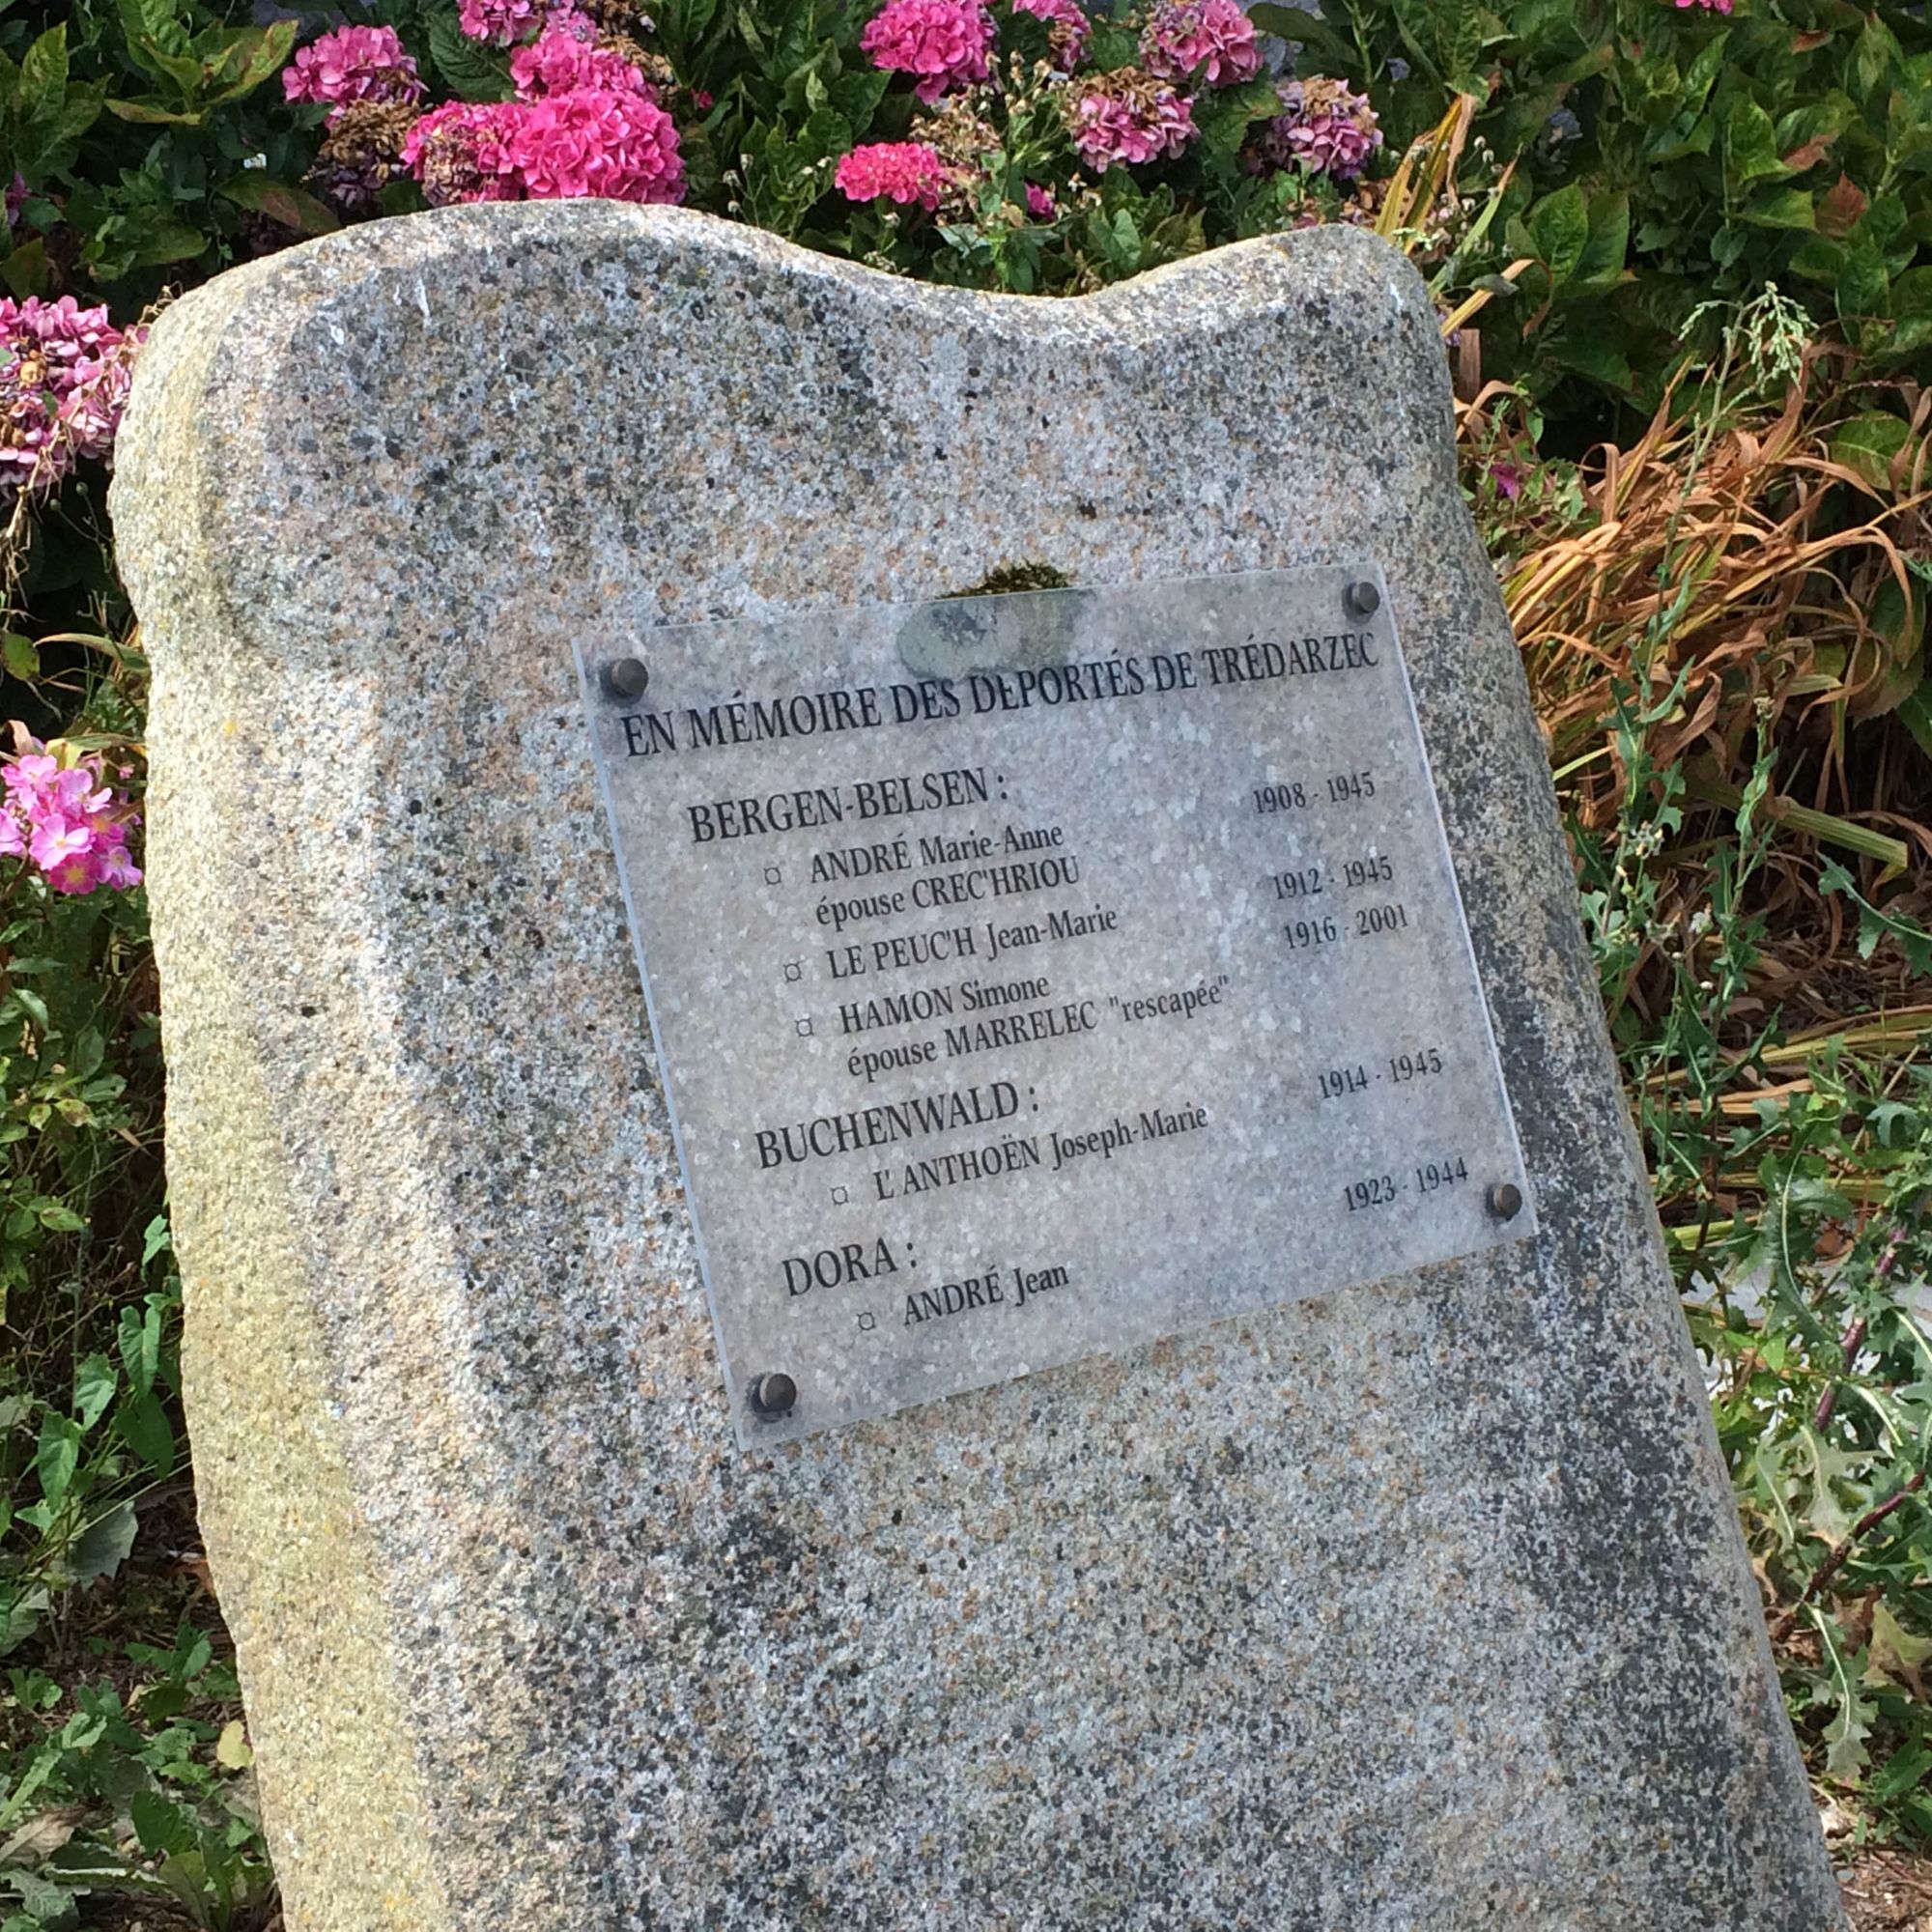 EN MÉMOIRE DES DÉPORTÉS DE TRÉDARZEC
BERGEN-BELSEN :
¤ ANDRÉ Marie-Anne 1908 - 1945
épouse CREC'HRIOU
¤ LE PEUC'H Jean-Marie 1912 - 1945
¤ HAMON Simone 1916 - 2001
épouse MARRELEC "rescapée"
BUCHENWALD :
¤ L'ANTHOËN Joseph-Marie 1914 - 1945
DORA :
¤ ANDRÉ Jean 1923 - 1944